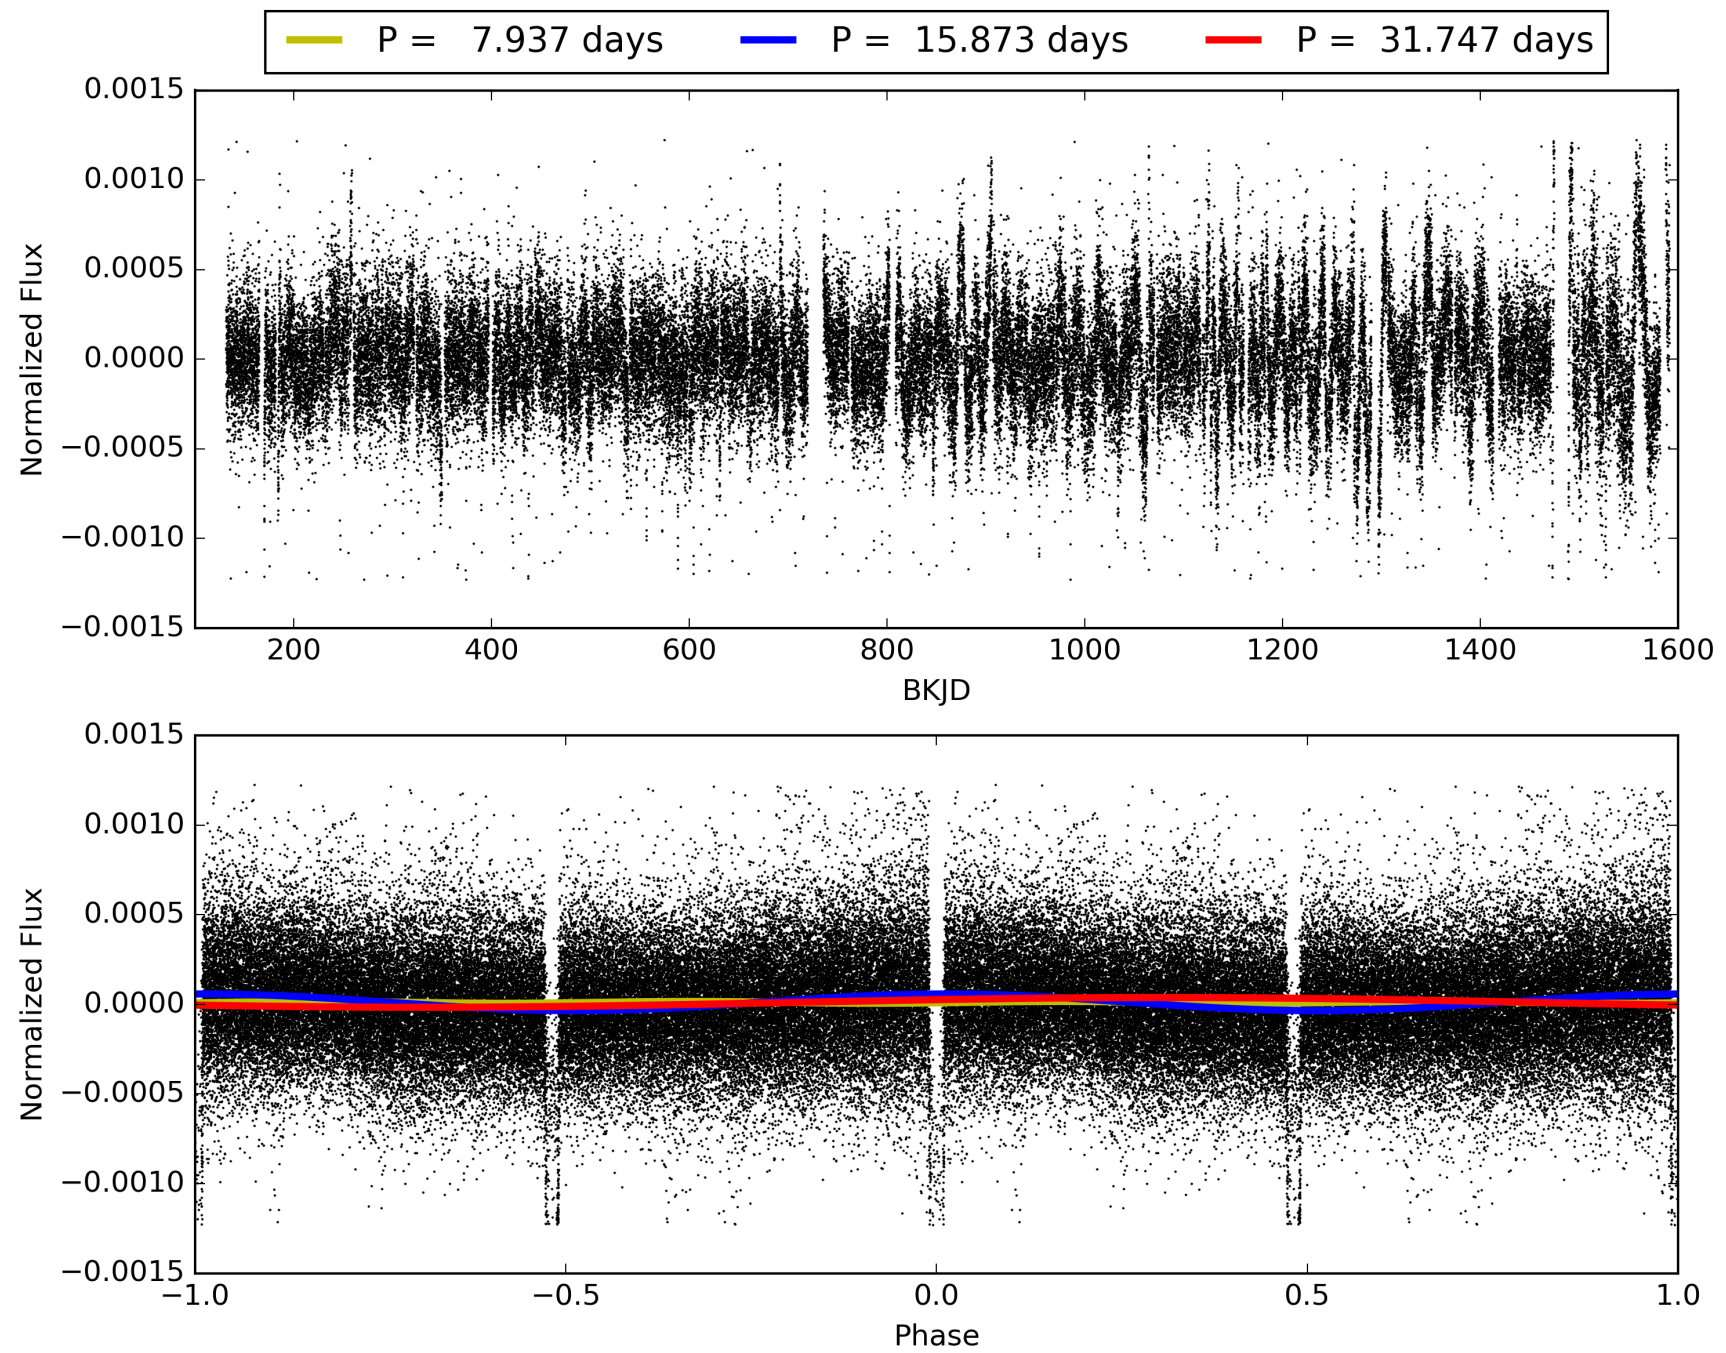 P = 7.937 days P = 15.873 days P = 31.747 days
0.0015
0.0010
0.0005
0.0000
−0.0005
−0.0010
−0.0015
Normalized Flux
200 400 600 800 1000 1200 1400 1600
BKJD
0.0015
0.0010
0.0005
0.0000
−0.0005
−0.0010
−0.0015
Normalized Flux
−1.0 −0.5 0.0 0.5 1.0
Phase